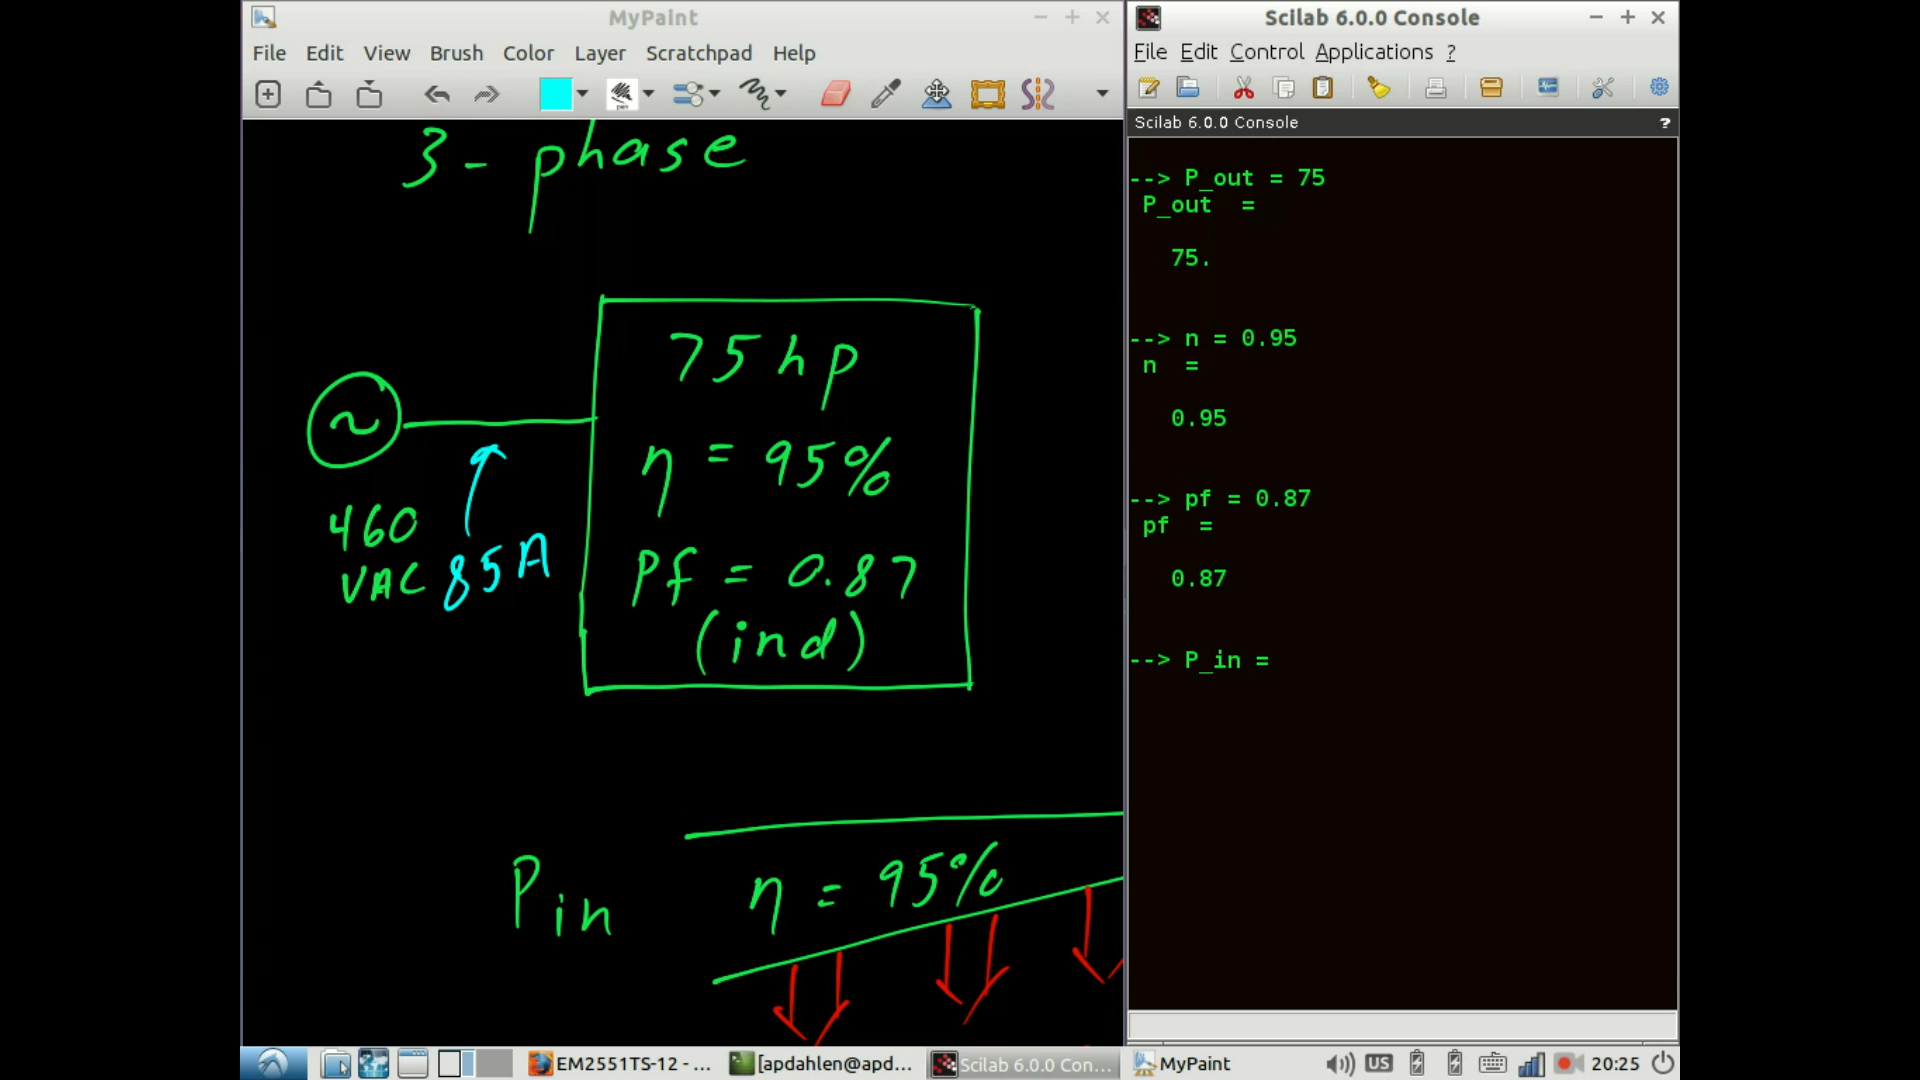 MyPaint
File Edit View Brush Color Layer Scratchpad Help
3 - phase
75 hp
η = 95%
Pf = 0.87
(ind)
~
460
VAC
85A
Pin
η = 95%
Scilab 6.0.0 Console
File Edit Control Applications ?
Scilab 6.0.0 Console ?
--> P_out = 75
P_out =
75.
--> n = 0.95
n =
0.95
--> pf = 0.87
pf =
0.87
--> P_in =
EM2551TS-12 - ... [apdahlen@apd... Scilab 6.0.0 Con... MyPaint US 20:25